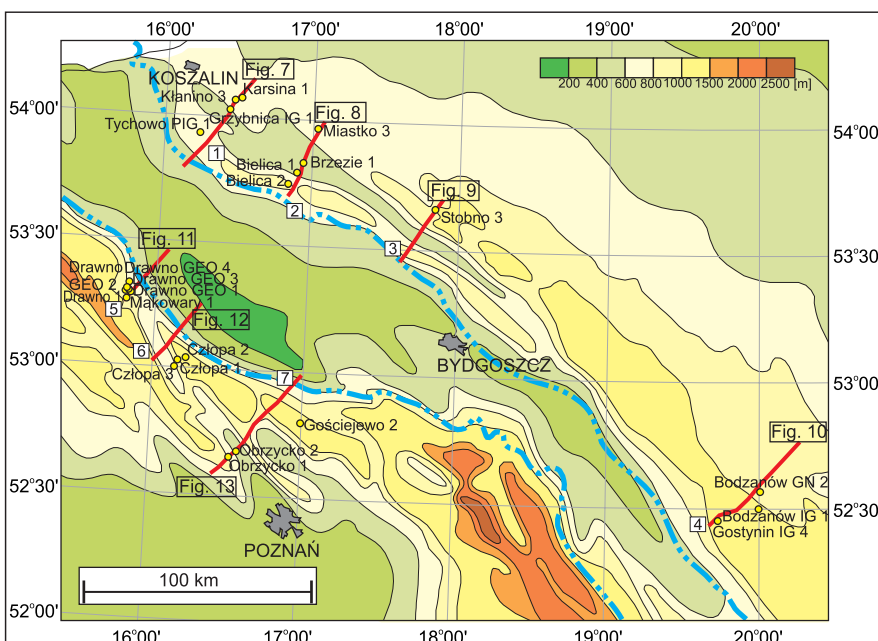 16°00' 17°00' 18°00' 19°00' 20°00'
KOSZALIN
Fig. 7
200 400 600 800 1000 1500 2000 2500 [m]
Karsina 1
Kłanino 3
54°00'
Grzybnica IG 1
Fig. 8
Tychowo PIG 1
Miastko 3
54°00'
1
Bielica 1
Brzezie 1
Bielica 2
Fig. 9
2
Stobno 3
53°30'
Fig. 11
3
53°30'
Drawno
GEO 2
Drawno GEO 4
Drawno GEO 3
Drawno GEO 1
Drawno 1
Mąkowary 1
5
Fig. 12
6
Człopa 2
53°00'
Człopa 1
Człopa 3
BYDGOSZCZ
7
53°00'
Gościejewo 2
Fig. 10
Obrzycko 2
Obrzycko 1
Fig. 13
52°30'
Bodzanów GN 2
4
Bodzanów IG 1
52°30'
Gostynin IG 4
POZNAŃ
100 km
52°00'
52°00'
16°00' 17°00' 18°00' 19°00' 20°00'